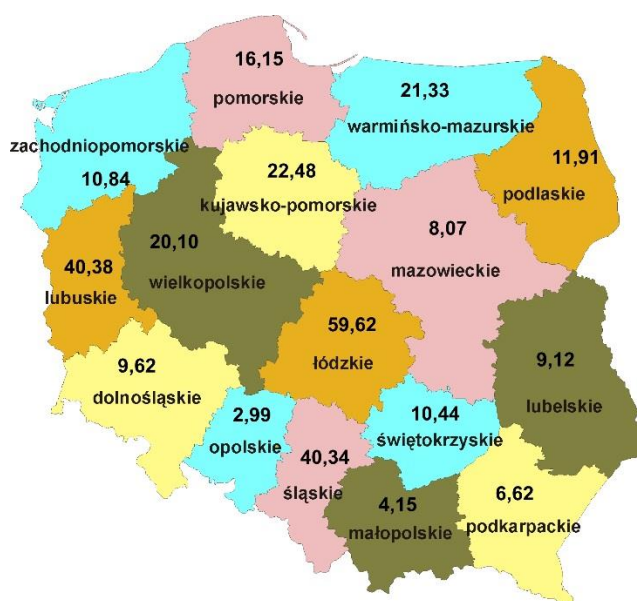 16,15
pomorskie
21,33
warmińsko-mazurskie
zachodniopomorskie
10,84
22,48
kujawsko-pomorskie
11,91
podlaskie
20,10
wielkopolskie
8,07
mazowieckie
40,38
lubuskie
59,62
łódzkie
9,62
dolnośląskie
9,12
lubelskie
2,99
opolskie
10,44
świętokrzyskie
40,34
śląskie
4,15
małopolskie
6,62
podkarpackie